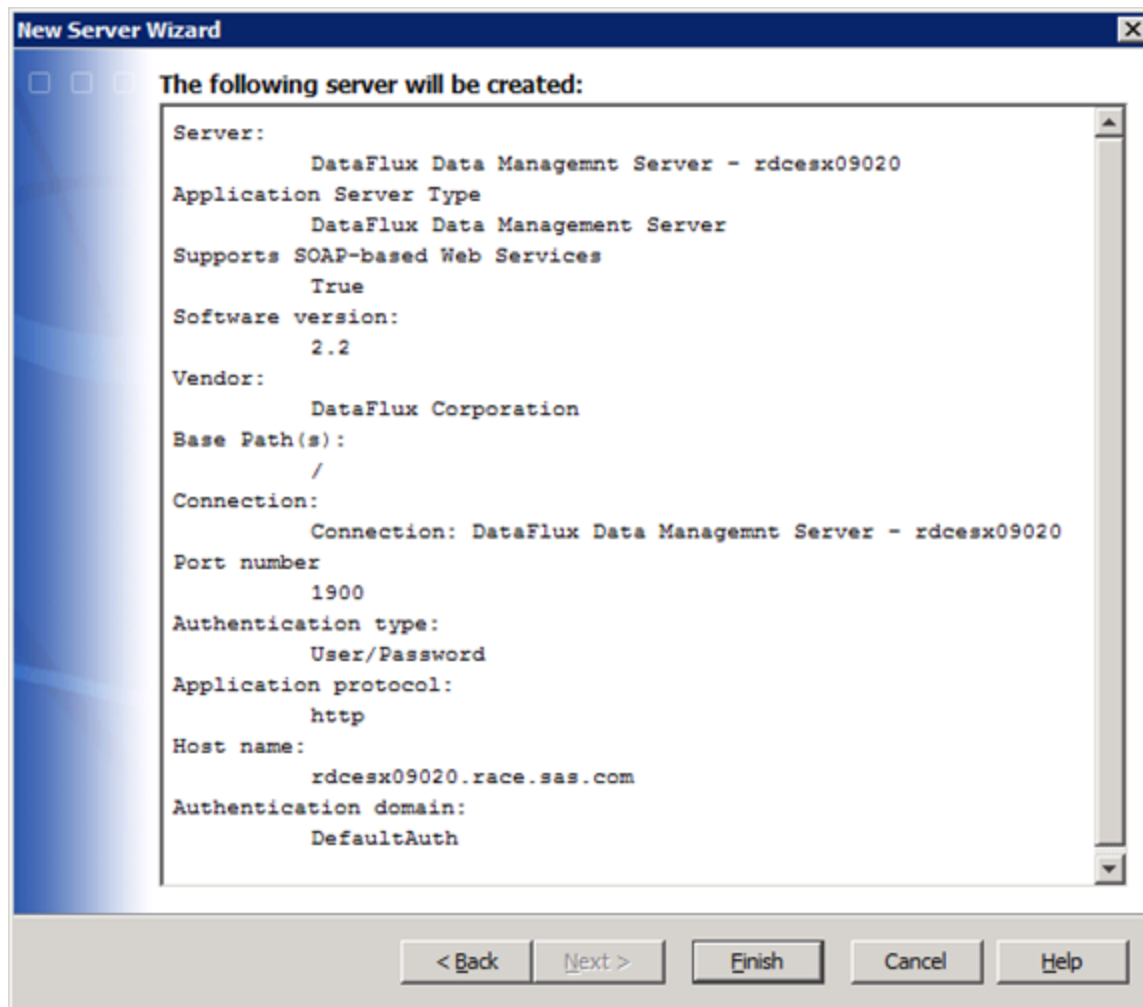 New Server Wizard
The following server will be created:
Server:
DataFlux Data Managemnt Server - rdcesx09020
Application Server Type
DataFlux Data Management Server
Supports SOAP-based Web Services
True
Software version:
2.2
Vendor:
DataFlux Corporation
Base Path(s):
/
Connection:
Connection: DataFlux Data Managemnt Server - rdcesx09020
Port number
1900
Authentication type:
User/Password
Application protocol:
http
Host name:
rdcesx09020.race.sas.com
Authentication domain:
DefaultAuth
< Back Next > Finish Cancel Help